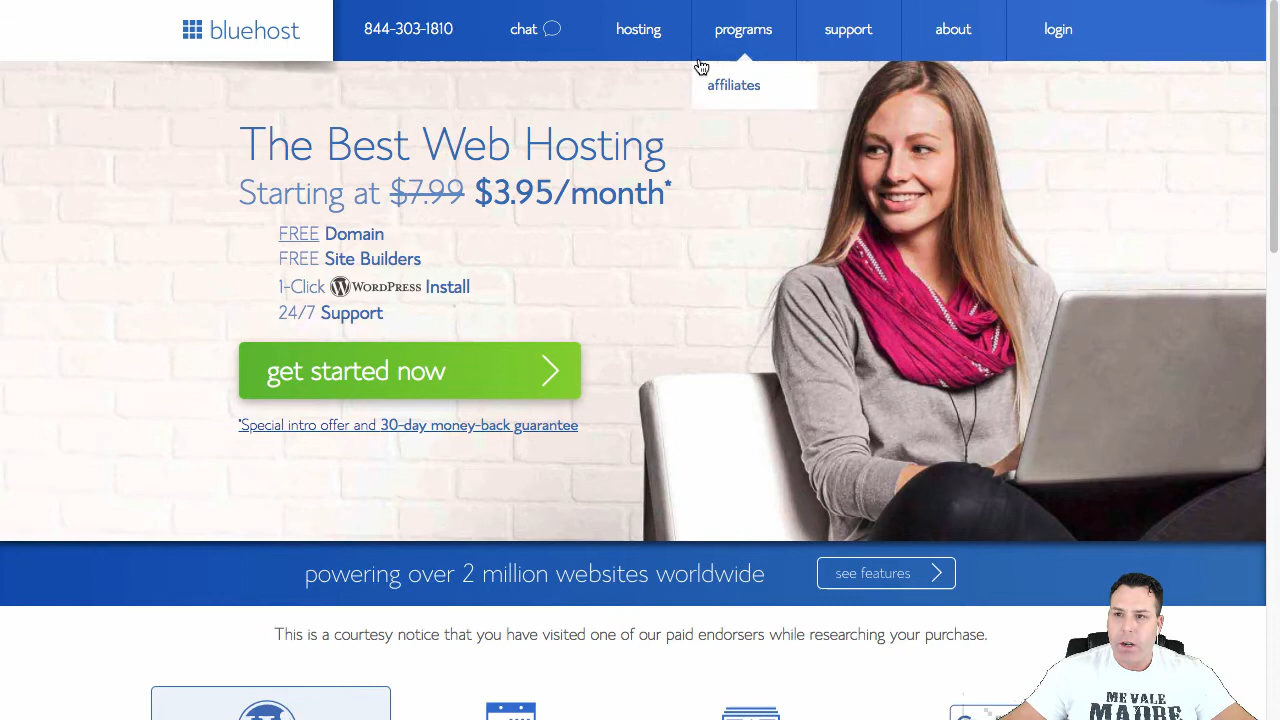 bluehost
844-303-1810
chat
hosting
programs
support
about
login
affiliates
The Best Web Hosting
Starting at $7.99 $3.95/month*
FREE Domain
FREE Site Builders
1-Click WORDPRESS Install
24/7 Support
get started now
*Special intro offer and 30-day money-back guarantee
powering over 2 million websites worldwide
see features
This is a courtesy notice that you have visited one of our paid endorsers while researching your purchase.
ME VALE
MADRE